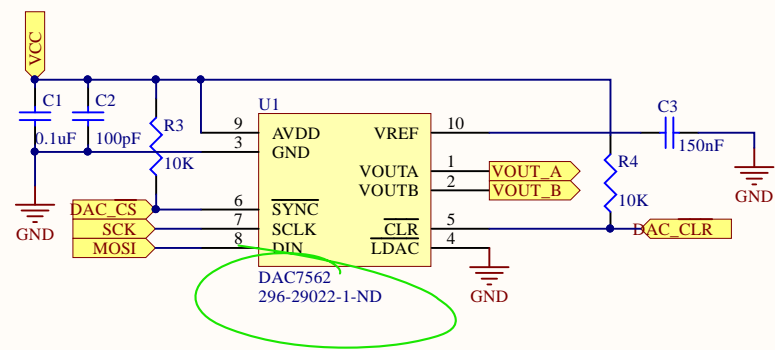 VCC
C1
0.1uF
C2
100pF
R3
10K
U1
9 AVDD
3 GND
6 SYNC
7 SCLK
8 DIN
VREF 10
VOUTA 1
VOUTB 2
CLR 5
LDAC 4
DAC7562
296-29022-1-ND
DAC_CS
SCK
MOSI
GND
VOUT_A
VOUT_B
C3
150nF
R4
10K
GND
DAC_CLR
GND